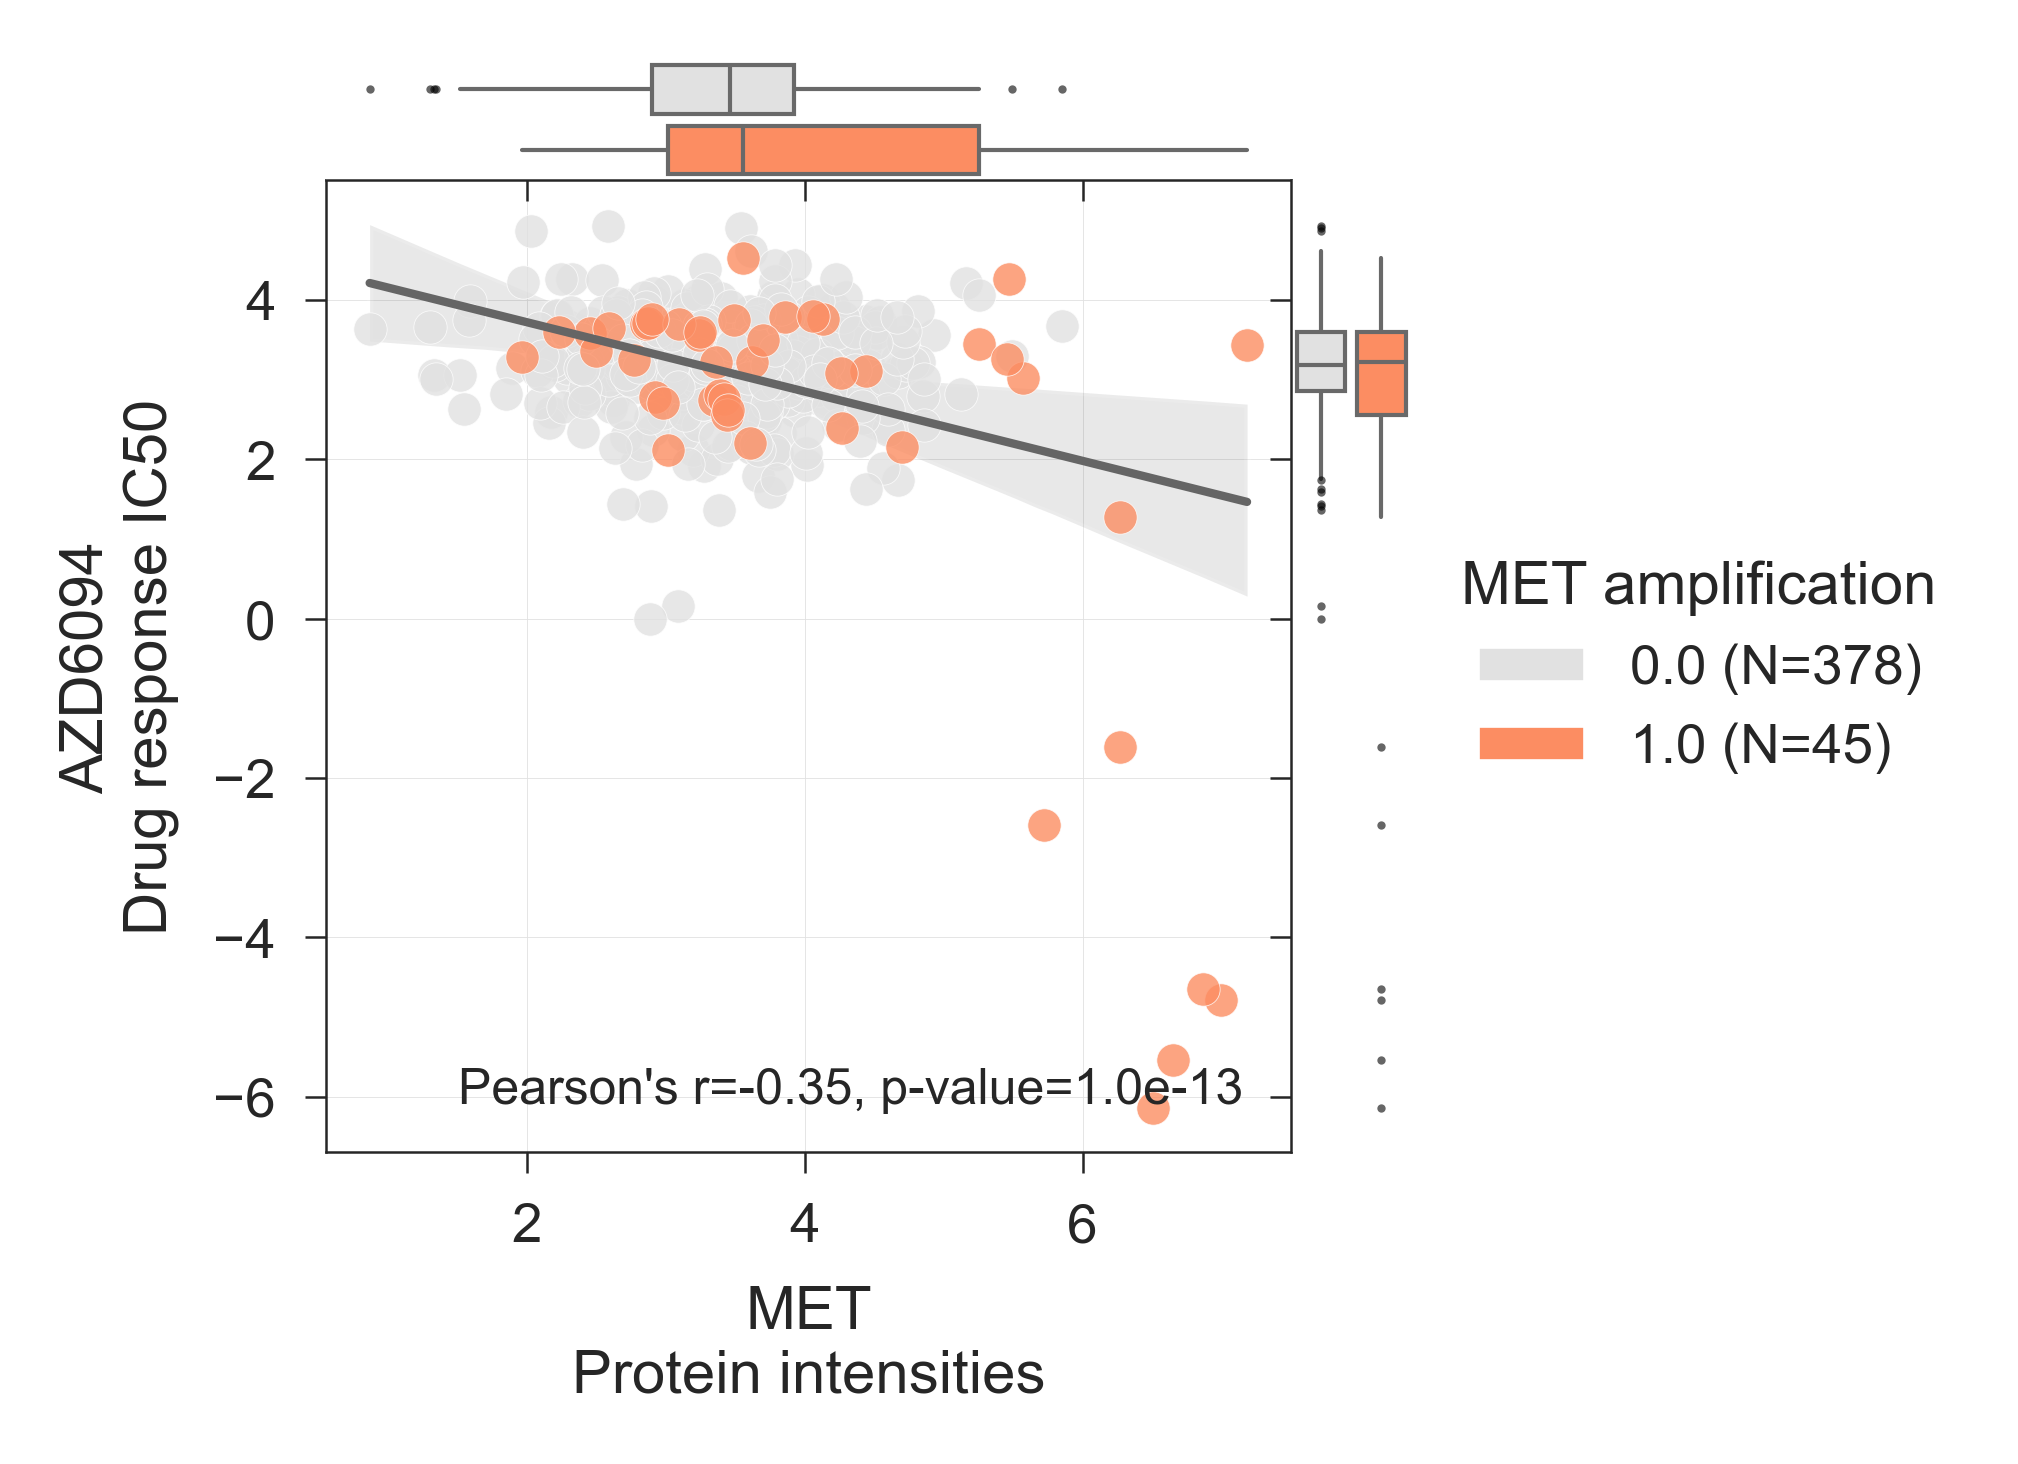 AZD6094
Drug response IC50
4
2
0
−2
−4
−6
Pearson's r=-0.35, p-value=1.0e-13
2
4
6
MET
Protein intensities
MET amplification
0.0 (N=378)
1.0 (N=45)